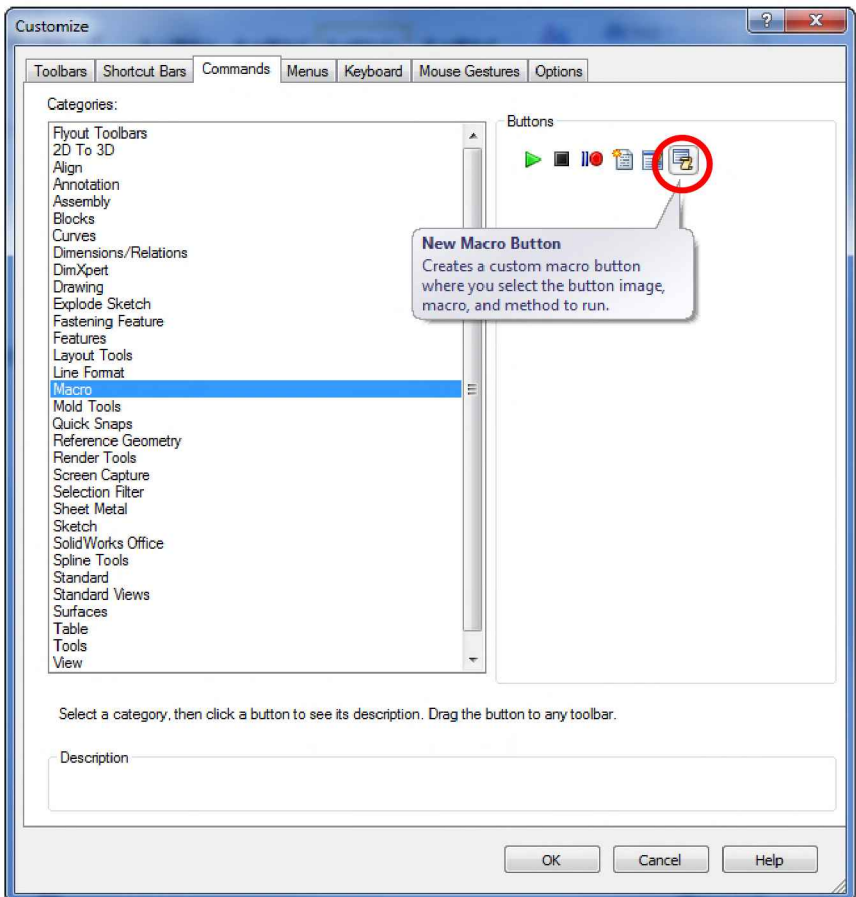 Customize
Toolbars Shortcut Bars Commands Menus Keyboard Mouse Gestures Options
Categories:
Flyout Toolbars
2D To 3D
Align
Annotation
Assembly
Blocks
Curves
Dimensions/Relations
DimXpert
Drawing
Explode Sketch
Fastening Feature
Features
Layout Tools
Line Format
Macro
Mold Tools
Quick Snaps
Reference Geometry
Render Tools
Screen Capture
Selection Filter
Sheet Metal
Sketch
SolidWorks Office
Spline Tools
Standard
Standard Views
Surfaces
Table
Tools
View
Buttons
New Macro Button
Creates a custom macro button
where you select the button image,
macro, and method to run.
Select a category, then click a button to see its description. Drag the button to any toolbar.
Description
OK Cancel Help